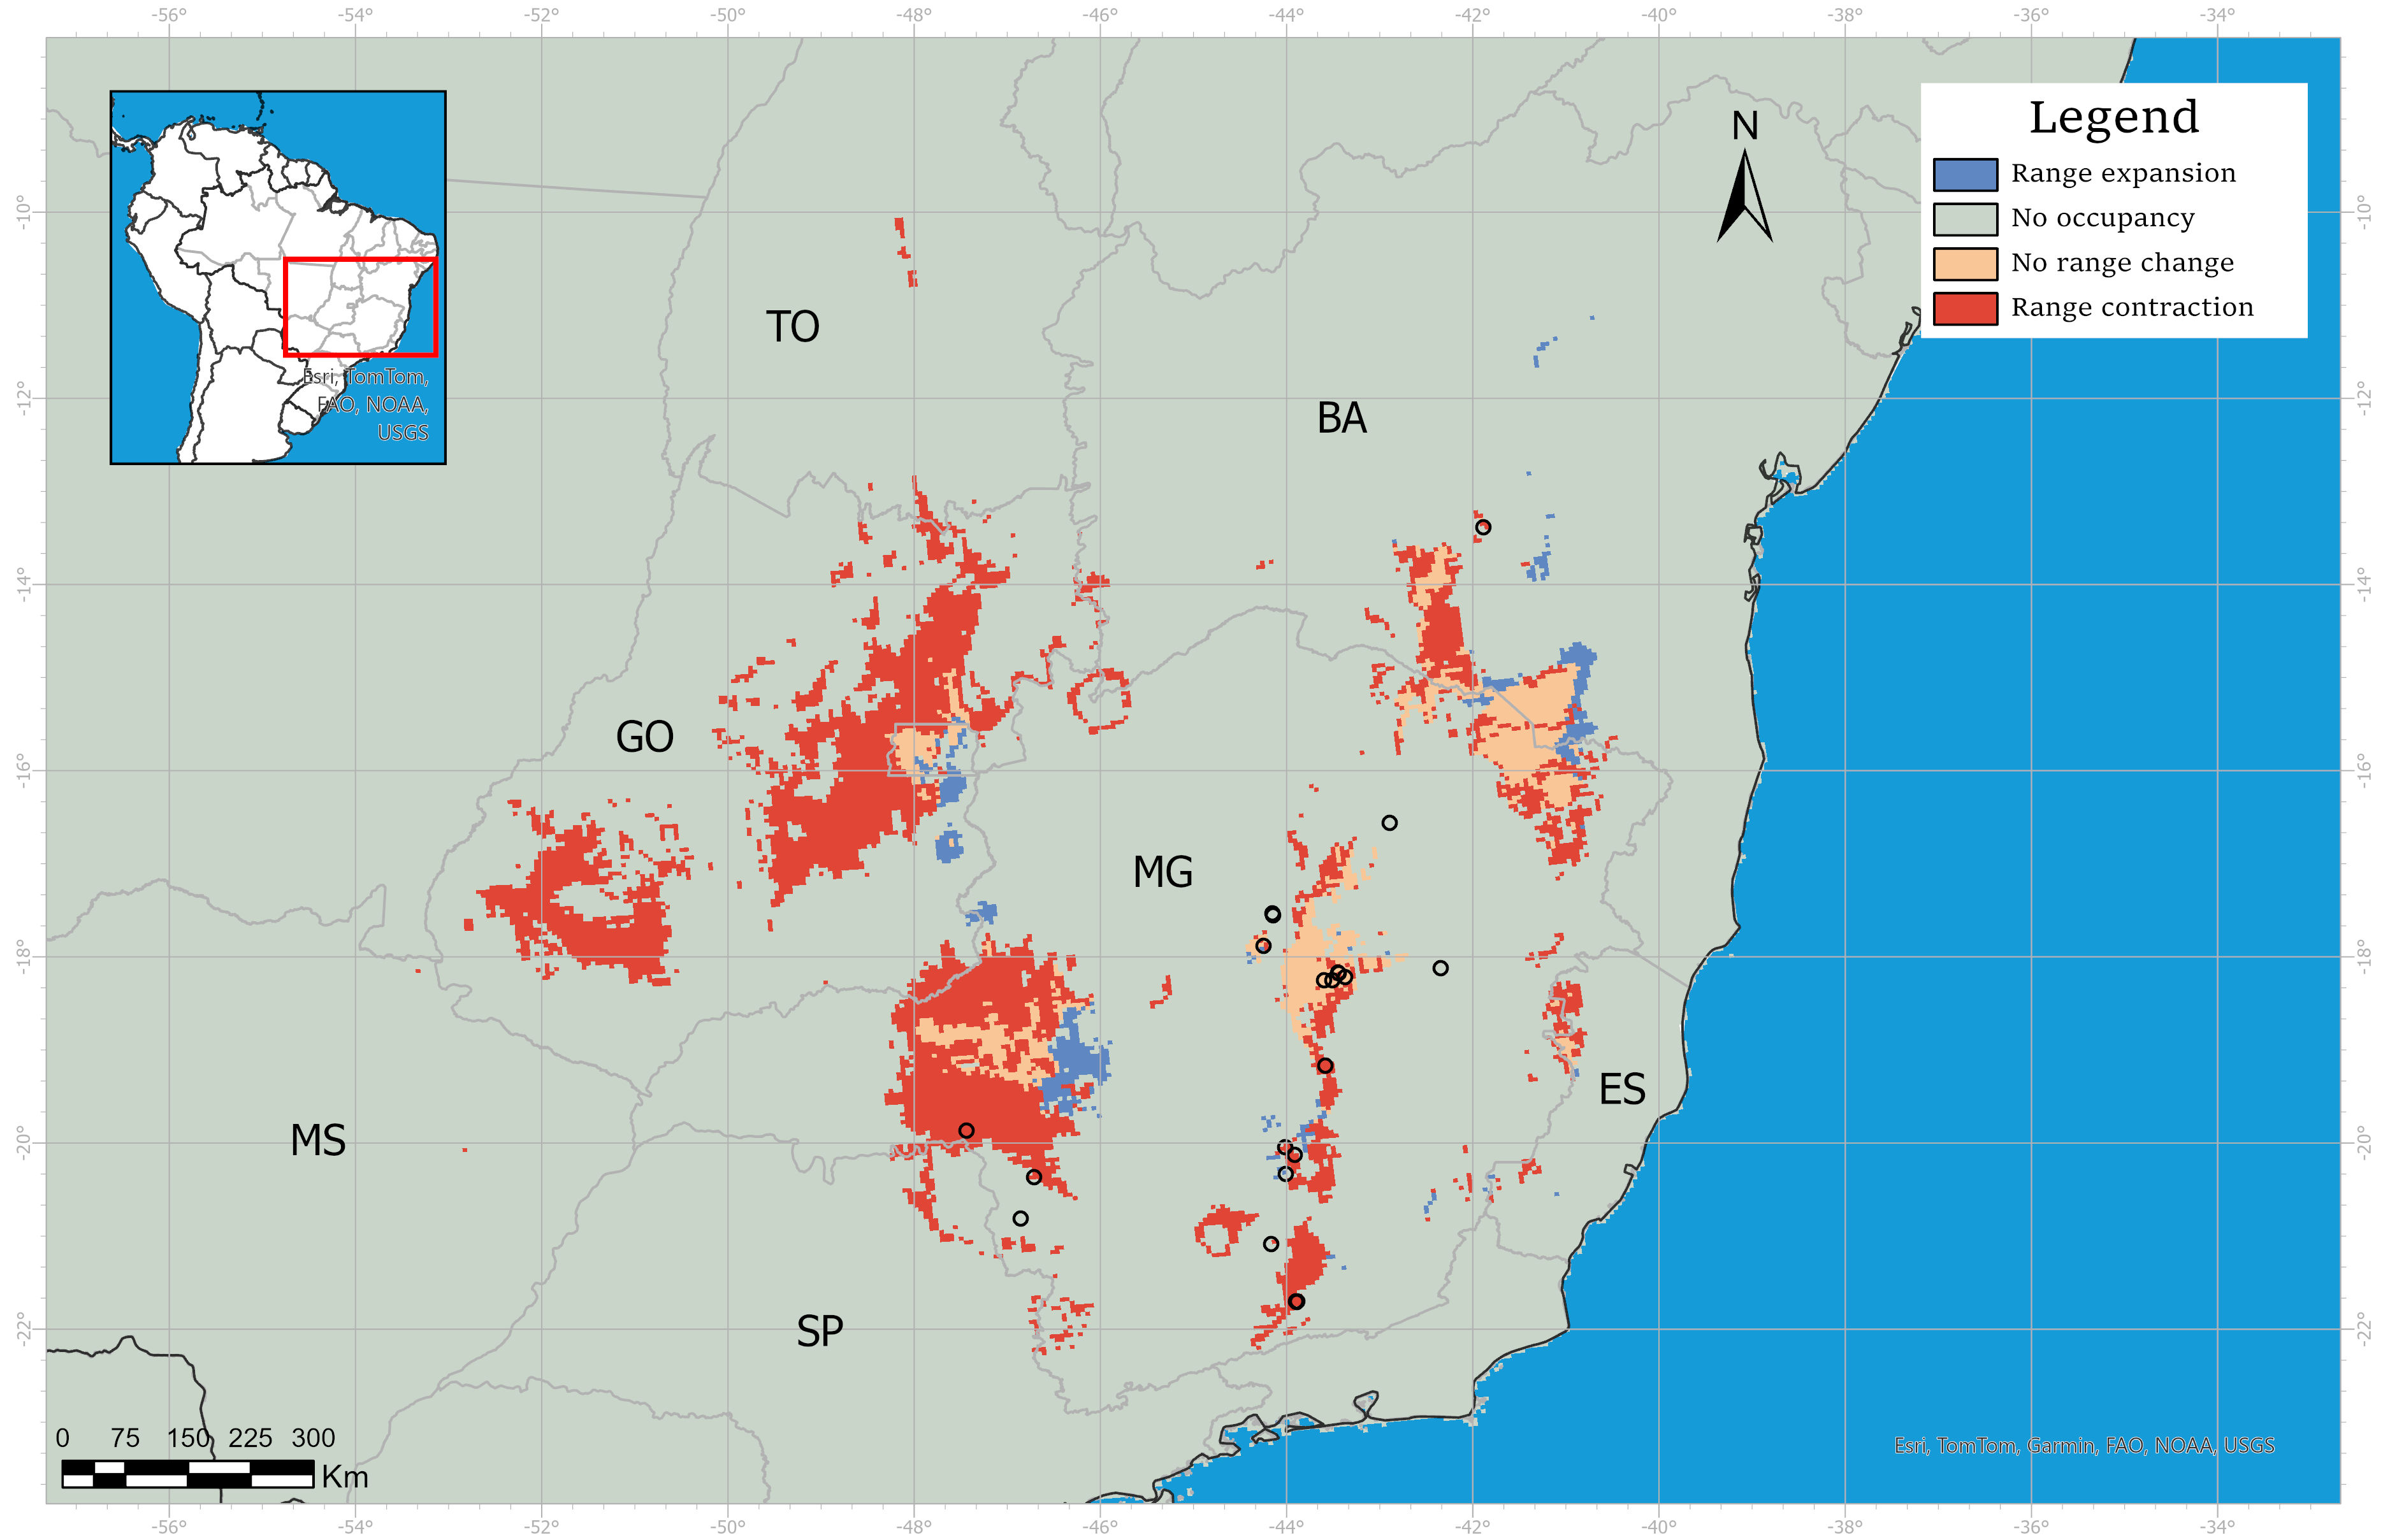 -56° -54° -52° -50° -48° -46° -44° -42° -40° -38° -36° -34°
N
Legend
Range expansion
No occupancy
No range change
Range contraction
-10° -10°
TO
Esri, TomTom,
FAO, NOAA,
USGS
-12° -12°
BA
-14° -14°
GO
-16° -16°
MG
-18° -18°
ES
MS
-20° -20°
SP
-22° -22°
0 75 150 225 300
Km
Esri, TomTom, Garmin, FAO, NOAA, USGS
-56° -54° -52° -50° -48° -46° -44° -42° -40° -38° -36° -34°